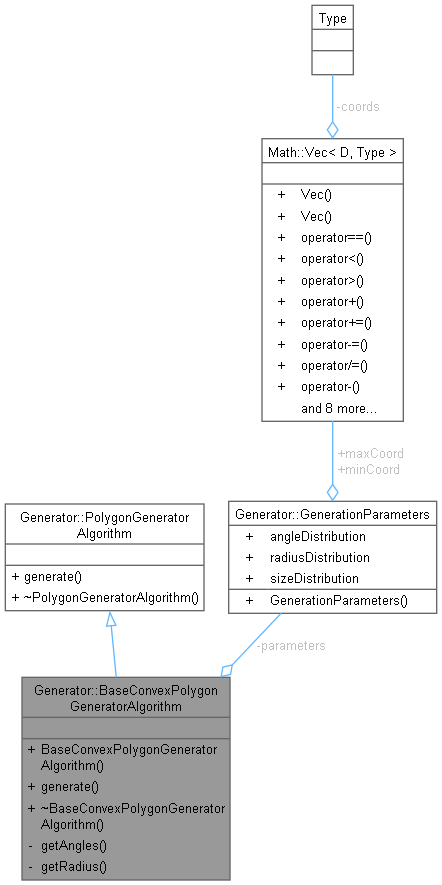 Type
-coords
Math::Vec< D, Type >
+ Vec()
+ Vec()
+ operator==()
+ operator<()
+ operator>()
+ operator+()
+ operator+=()
+ operator-=()
+ operator/=()
+ operator-()
and 8 more...
+maxCoord
+minCoord
Generator::PolygonGenerator
Algorithm
+ generate()
+ ~PolygonGeneratorAlgorithm()
Generator::GenerationParameters
+ angleDistribution
+ radiusDistribution
+ sizeDistribution
+ GenerationParameters()
-parameters
Generator::BaseConvexPolygon
GeneratorAlgorithm
+ BaseConvexPolygonGenerator
Algorithm()
+ generate()
+ ~BaseConvexPolygonGenerator
Algorithm()
- getAngles()
- getRadius()